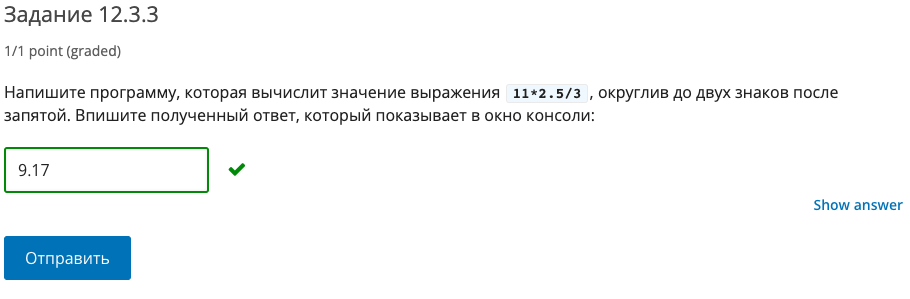 Задание 12.3.3
1/1 point (graded)
Напишите программу, которая вычислит значение выражения 11*2.5/3 , округлив до двух знаков после
запятой. Впишите полученный ответ, который показывает в окно консоли:
9.17
Show answer
Отправить